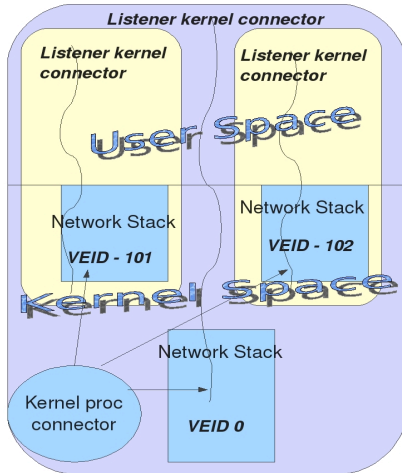 Listener kernel connector
Listener kernel
connector
Listener kernel
connector
User Space
Network Stack
VEID - 101
Network Stack
VEID - 102
Kernel Space
Network Stack
VEID 0
Kernel proc
connector